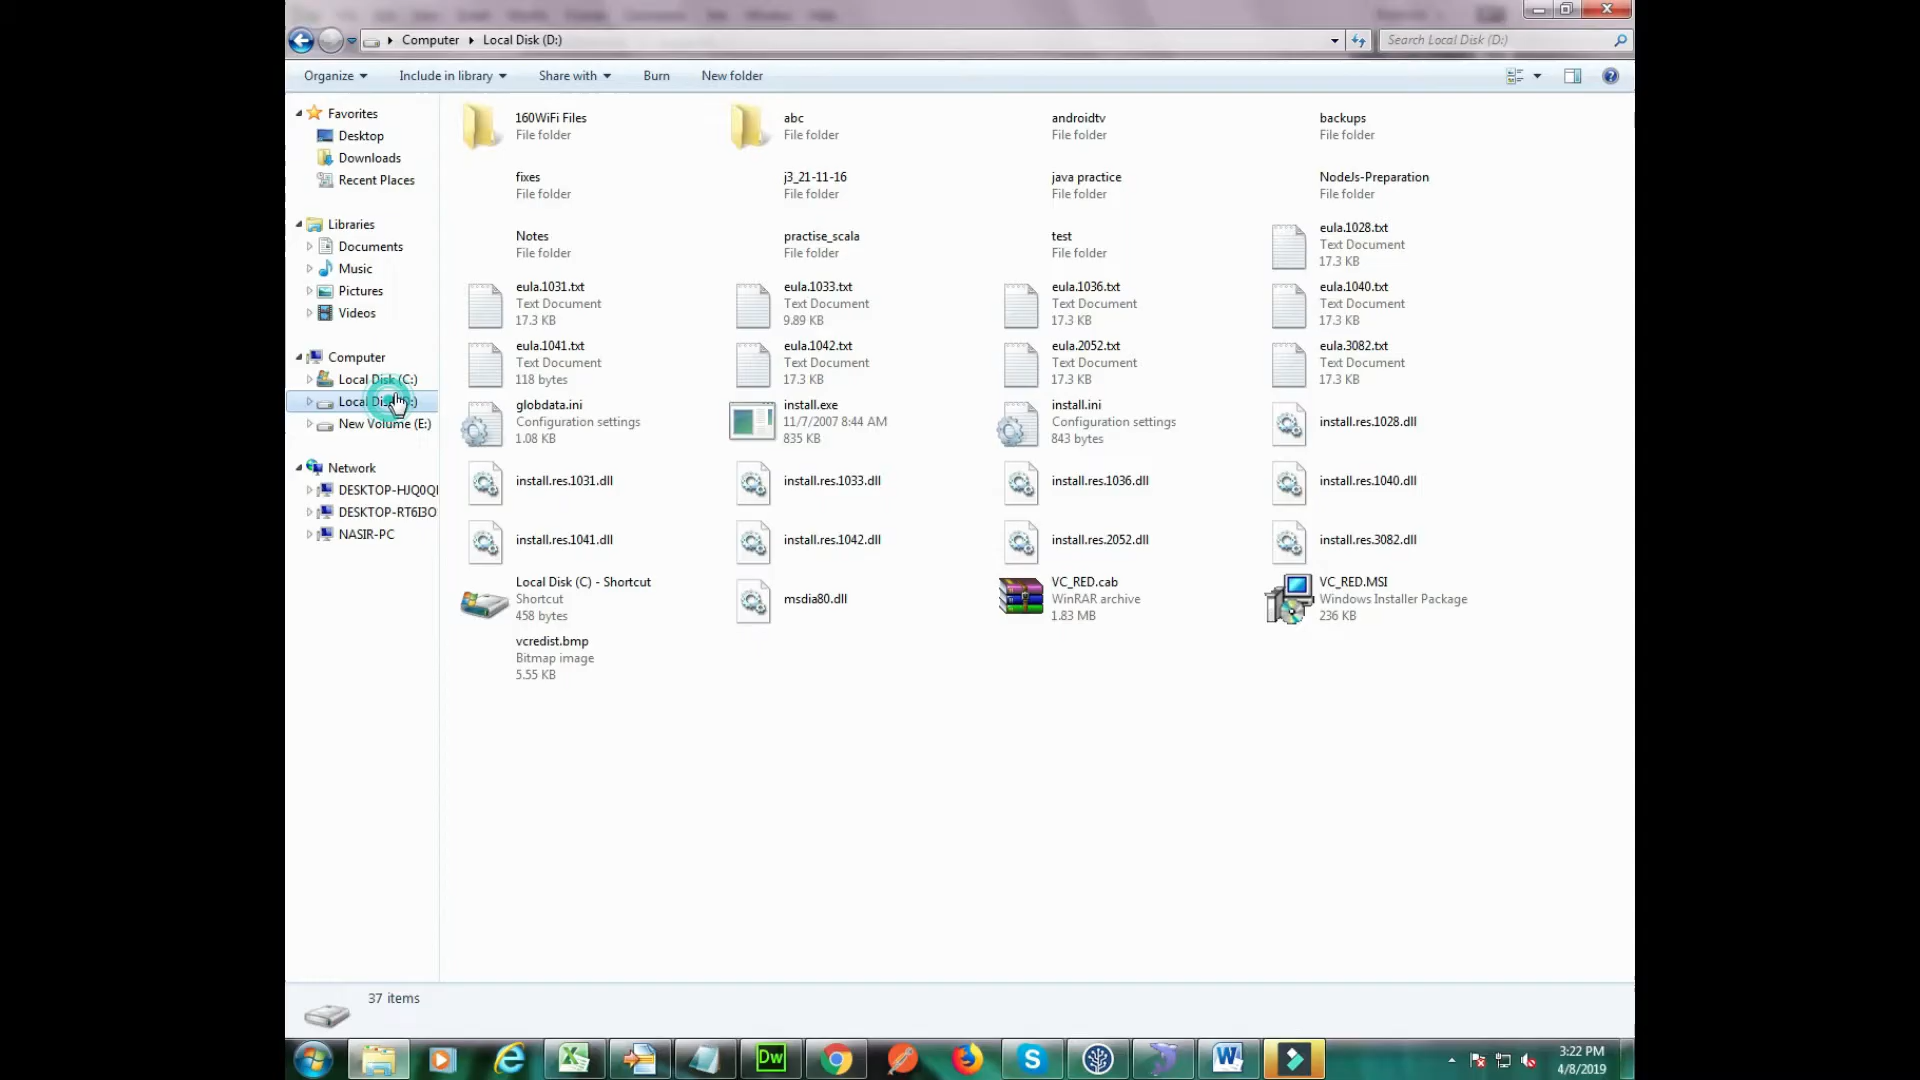 Computer Local Disk (D:)
Search Local Disk (D:)
Organize Include in library Share with Burn New folder
Favorites
Desktop
Downloads
Recent Places
Libraries
Documents
Music
Pictures
Videos
Computer
Local Disk (C:)
Local Disk :)
New Volume (E:)
Network
DESKTOP-HJQ0Q
DESKTOP-RT6I3O
NASIR-PC
160WiFi Files
File folder
abc
File folder
androidtv
File folder
backups
File folder
fixes
File folder
j3_21-11-16
File folder
java practice
File folder
NodeJs-Preparation
File folder
Notes
File folder
practise_scala
File folder
test
File folder
eula.1028.txt
Text Document
17.3 KB
eula.1031.txt
Text Document
17.3 KB
eula.1033.txt
Text Document
9.89 KB
eula.1036.txt
Text Document
17.3 KB
eula.1040.txt
Text Document
17.3 KB
eula.1041.txt
Text Document
118 bytes
eula.1042.txt
Text Document
17.3 KB
eula.2052.txt
Text Document
17.3 KB
eula.3082.txt
Text Document
17.3 KB
globdata.ini
Configuration settings
1.08 KB
install.exe
11/7/2007 8:44 AM
835 KB
install.ini
Configuration settings
843 bytes
install.res.1028.dll
install.res.1031.dll
install.res.1033.dll
install.res.1036.dll
install.res.1040.dll
install.res.1041.dll
install.res.1042.dll
install.res.2052.dll
install.res.3082.dll
Local Disk (C) - Shortcut
Shortcut
458 bytes
msdia80.dll
VC_RED.cab
WinRAR archive
1.83 MB
VC_RED.MSI
Windows Installer Package
236 KB
vcredist.bmp
Bitmap image
5.55 KB
37 items
Dw
3:22 PM
4/8/2019